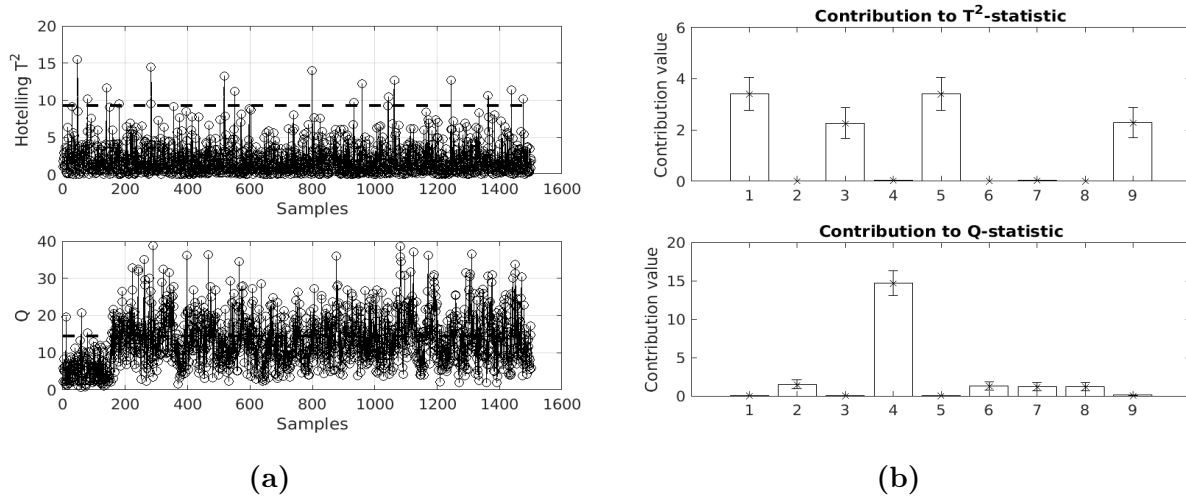 20
15
10
5
0
Hotelling T²
0 200 400 600 800 1000 1200 1400 1600
Samples
40
30
20
10
0
Q
0 200 400 600 800 1000 1200 1400 1600
Samples
(a)
Contribution to T²-statistic
6
4
2
0
Contribution value
1 2 3 4 5 6 7 8 9
Contribution to Q-statistic
20
15
10
5
0
Contribution value
1 2 3 4 5 6 7 8 9
(b)